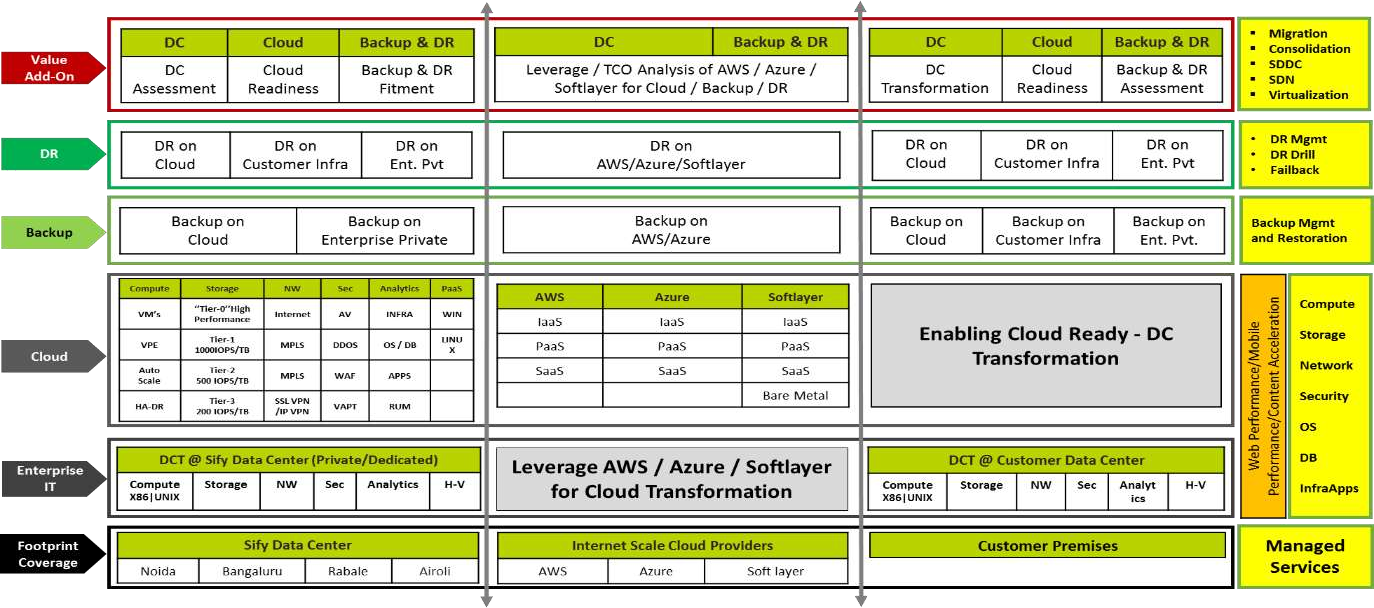 Value
Add-On
DC Cloud Backup & DR
DC
Assessment
Cloud
Readiness
Backup & DR
Fitment
DC Backup & DR
Leverage / TCO Analysis of AWS / Azure /
Softlayer for Cloud / Backup / DR
DC Cloud Backup & DR
DC
Transformation
Cloud
Readiness
Backup & DR
Assessment
▪ Migration
▪ Consolidation
▪ SDDC
▪ SDN
▪ Virtualization
DR
DR on
Cloud
DR on
Customer Infra
DR on
Ent. Pvt
DR on
AWS/Azure/Softlayer
DR on
Cloud
DR on
Customer Infra
DR on
Ent. Pvt
• DR Mgmt
• DR Drill
• Failback
Backup
Backup on
Cloud
Backup on
Enterprise Private
Backup on
AWS/Azure
Backup on
Cloud
Backup on
Customer Infra
Backup on
Ent. Pvt.
Backup Mgmt
and Restoration
Cloud
Compute Storage NW Sec Analytics PaaS
VM's
“Tier-0”High
Performance
Internet
AV
INFRA
WIN
VPE
Tier-1
1000IOPS/TB
MPLS
DDOS
OS / DB
LINU
X
Auto
Scale
Tier-2
500 IOPS/TB
MPLS
WAF
APPS
HA-DR
Tier-3
200 IOPS/TB
SSL VPN
/IP VPN
VAPT
RUM
AWS Azure Softlayer
IaaS IaaS IaaS
PaaS PaaS PaaS
SaaS SaaS SaaS
Bare Metal
Enabling Cloud Ready - DC
Transformation
Web Performance/Mobile
Performance/Content Acceleration
Compute
Storage
Network
Security
OS
DB
InfraApps
Enterprise
IT
DCT @ Sify Data Center (Private/Dedicated)
Compute
X86|UNIX
Storage
NW
Sec
Analytics
H-V
Leverage AWS / Azure / Softlayer
for Cloud Transformation
DCT @ Customer Data Center
Compute
X86|UNIX
Storage
NW
Sec
Analyt
ics
H-V
Footprint
Coverage
Sify Data Center
Noida Bangaluru Rabale Airoli
Internet Scale Cloud Providers
AWS Azure Soft layer
Customer Premises
Managed
Services